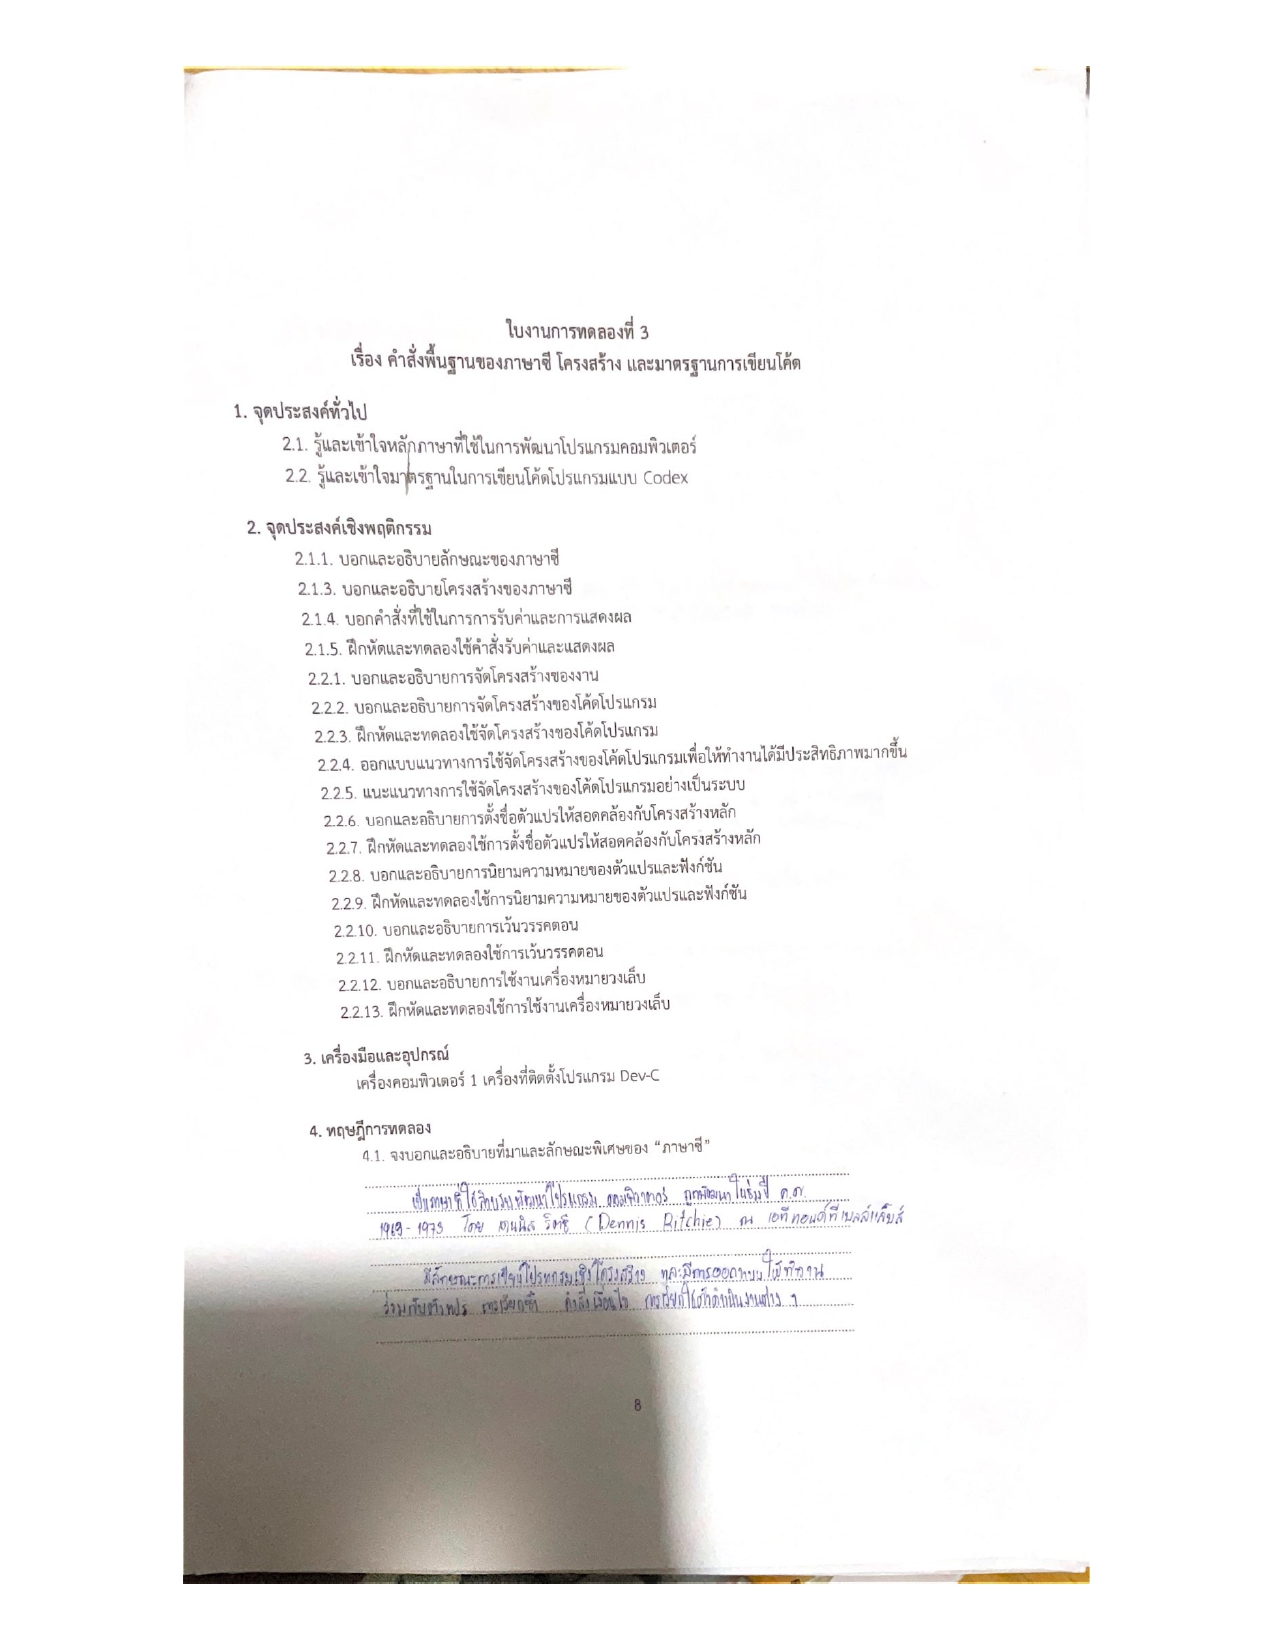 ใบงานการทดลองที่ 3
เรื่อง คำสั่งพื้นฐานของภาษาซี โครงสร้าง และมาตรฐานการเขียนโค้ด
1. จุดประสงค์ทั่วไป
2.1. รู้และเข้าใจหลักภาษาที่ใช้ในการพัฒนาโปรแกรมคอมพิวเตอร์
2.2. รู้และเข้าใจมาตรฐานในการเขียนโค้ดโปรแกรมแบบ Codex
2. จุดประสงค์เชิงพฤติกรรม
2.1.1. บอกและอธิบายลักษณะของภาษาซี
2.1.3. บอกและอธิบายโครงสร้างของภาษาซี
2.1.4. บอกคำสั่งที่ใช้ในการการรับค่าและการแสดงผล
2.1.5. ฝึกหัดและทดลองใช้คำสั่งรับค่าและแสดงผล
2.2.1. บอกและอธิบายการจัดโครงสร้างของงาน
2.2.2. บอกและอธิบายการจัดโครงสร้างของโค้ดโปรแกรม
2.2.3. ฝึกหัดและทดลองใช้จัดโครงสร้างของโค้ดโปรแกรม
2.2.4. ออกแบบแนวทางการใช้จัดโครงสร้างของโค้ดโปรแกรมเพื่อให้ทำงานได้มีประสิทธิภาพมากขึ้น
2.2.5. แนะแนวทางการใช้จัดโครงสร้างของโค้ดโปรแกรมอย่างเป็นระบบ
2.2.6. บอกและอธิบายการตั้งชื่อตัวแปรให้สอดคล้องกับโครงสร้างหลัก
2.2.7. ฝึกหัดและทดลองใช้การตั้งชื่อตัวแปรให้สอดคล้องกับโครงสร้างหลัก
2.2.8. บอกและอธิบายการนิยามความหมายของตัวแปรและฟังก์ชัน
2.2.9. ฝึกหัดและทดลองใช้การนิยามความหมายของตัวแปรและฟังก์ชัน
2.2.10. บอกและอธิบายการเว้นวรรคตอน
2.2.11. ฝึกหัดและทดลองใช้การเว้นวรรคตอน
2.2.12. บอกและอธิบายการใช้งานเครื่องหมายวงเล็บ
2.2.13. ฝึกหัดและทดลองใช้การใช้งานเครื่องหมายวงเล็บ
3. เครื่องมือและอุปกรณ์
เครื่องคอมพิวเตอร์ 1 เครื่องที่ติดตั้งโปรแกรม Dev-C
4. ทฤษฎีการทดลอง
4.1. จงบอกและอธิบายที่มาและลักษณะพิเศษของ “ภาษาซี”
เป็นภาษาที่ใช้สำหรับพัฒนาโปรแกรม คอมพิวเตอร์ ถูกพัฒนาในช่วงปี ค.ศ.
1969 - 1973 โดย เดนนิส ริตชี (Dennis Ritchie) ณ เอทีแอนด์ทีเบลล์แล็บส์
มีลักษณะการเขียนโปรแกรมเชิงโครงสร้าง และมีการออกแบบให้ทำงาน
ร่วมกับตัวแปร การเรียกซ้ำ คำสั่งเงื่อนไข การเรียกใช้ตัวดำเนินงานต่าง ๆ
8